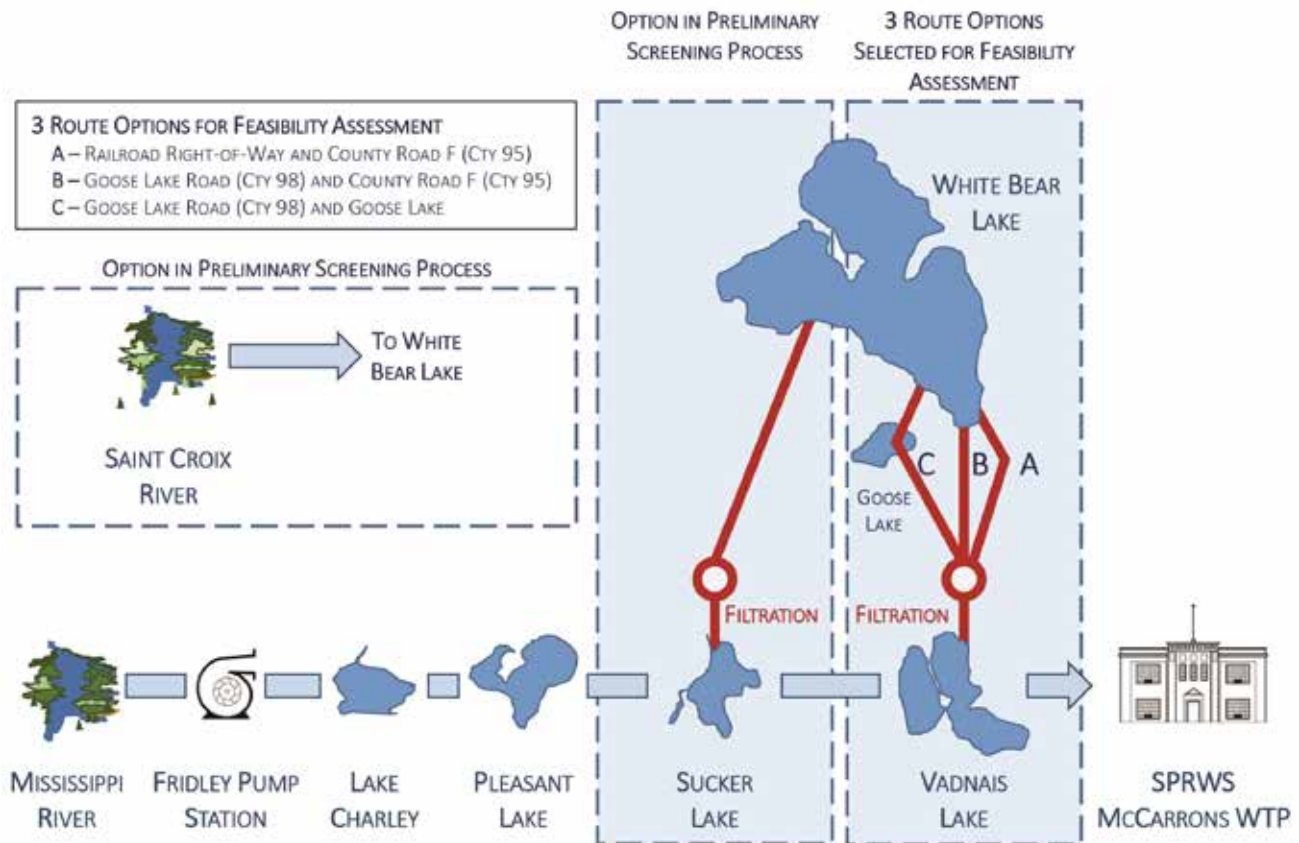 OPTION IN PRELIMINARY
SCREENING PROCESS
3 ROUTE OPTIONS
SELECTED FOR FEASIBILITY
ASSESSMENT
3 ROUTE OPTIONS FOR FEASIBILITY ASSESSMENT
A – RAILROAD RIGHT-OF-WAY AND COUNTY ROAD F (CTY 95)
B – GOOSE LAKE ROAD (CTY 98) AND COUNTY ROAD F (CTY 95)
C – GOOSE LAKE ROAD (CTY 98) AND GOOSE LAKE
OPTION IN PRELIMINARY SCREENING PROCESS
TO WHITE
BEAR LAKE
SAINT CROIX
RIVER
WHITE BEAR
LAKE
C
B
A
GOOSE
LAKE
FILTRATION
FILTRATION
MISSISSIPPI
RIVER
FRIDLEY PUMP
STATION
LAKE
CHARLEY
PLEASANT
LAKE
SUCKER
LAKE
VADNAIS
LAKE
SPRWS
MCCARRONS WTP